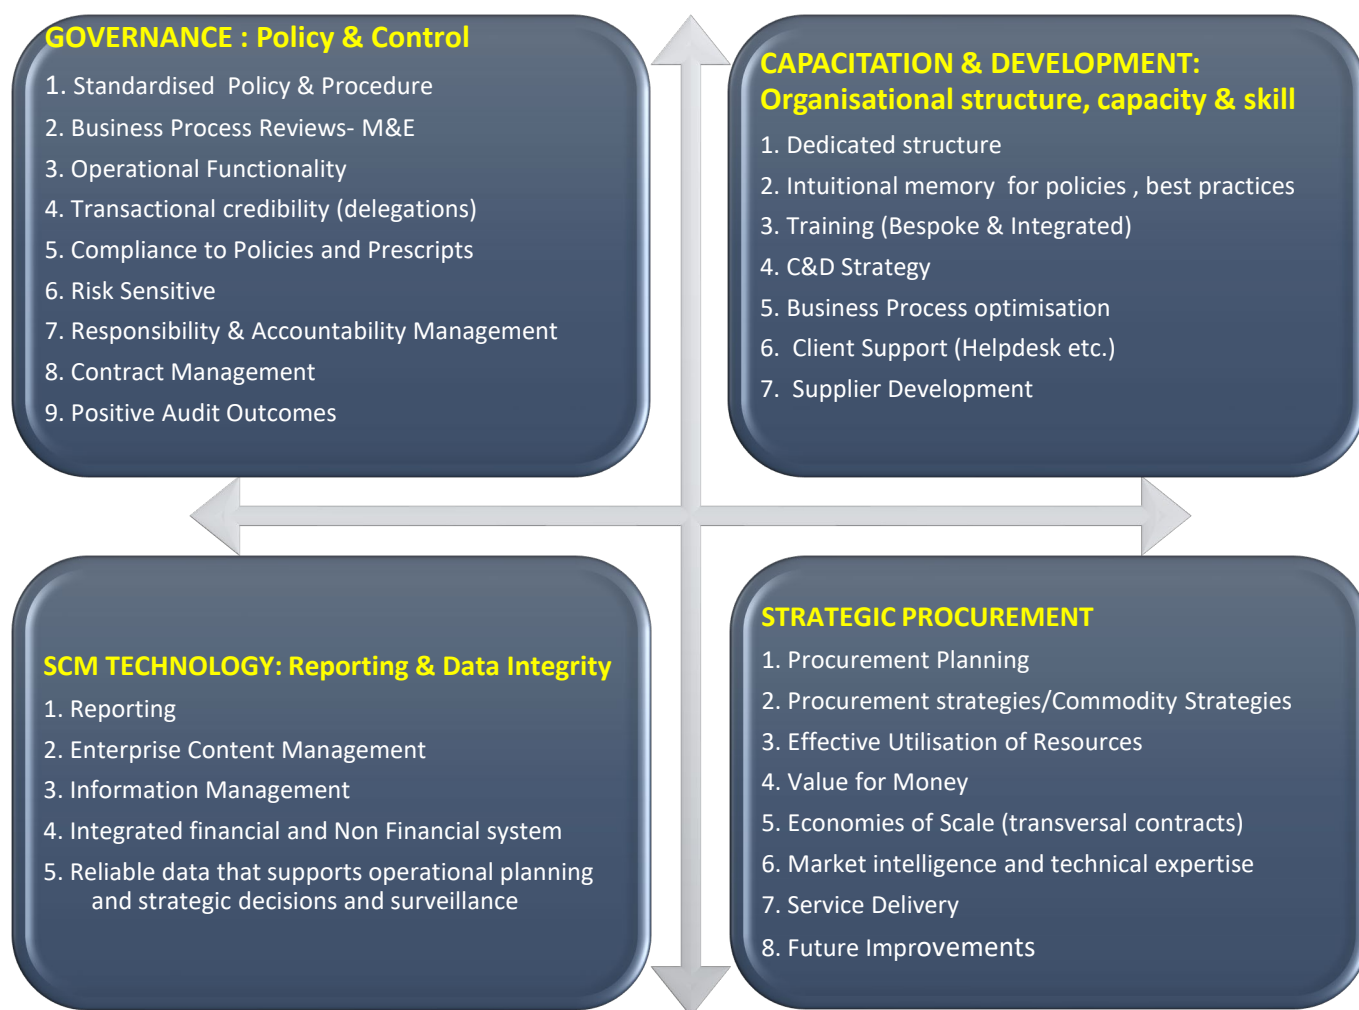 GOVERNANCE : Policy & Control
1. Standardised Policy & Procedure
2. Business Process Reviews- M&E
3. Operational Functionality
4. Transactional credibility (delegations)
5. Compliance to Policies and Prescripts
6. Risk Sensitive
7. Responsibility & Accountability Management
8. Contract Management
9. Positive Audit Outcomes
CAPACITATION & DEVELOPMENT:
Organisational structure, capacity & skill
1. Dedicated structure
2. Intuitional memory for policies , best practices
3. Training (Bespoke & Integrated)
4. C&D Strategy
5. Business Process optimisation
6. Client Support (Helpdesk etc.)
7. Supplier Development
SCM TECHNOLOGY: Reporting & Data Integrity
1. Reporting
2. Enterprise Content Management
3. Information Management
4. Integrated financial and Non Financial system
5. Reliable data that supports operational planning
and strategic decisions and surveillance
STRATEGIC PROCUREMENT
1. Procurement Planning
2. Procurement strategies/Commodity Strategies
3. Effective Utilisation of Resources
4. Value for Money
5. Economies of Scale (transversal contracts)
6. Market intelligence and technical expertise
7. Service Delivery
8. Future Improvements